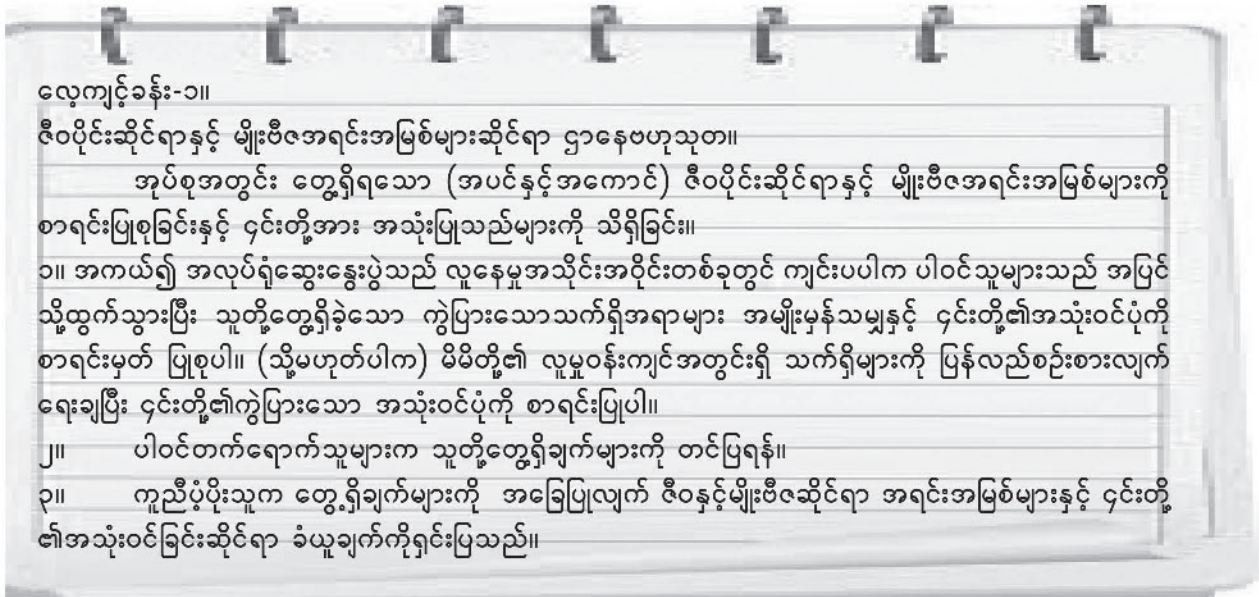 လေ့ကျင့်ခန်း-၁။
ဇီဝပိုင်းဆိုင်ရာနှင့် မျိုးဗီဇအရင်းအမြစ်များဆိုင်ရာ ဌာနေဗဟုသုတ။
အုပ်စုအတွင်း တွေ့ရှိရသော (အပင်နှင့်အကောင်) ဇီဝပိုင်းဆိုင်ရာနှင့် မျိုးဗီဇအရင်းအမြစ်များကို
စာရင်းပြုစုခြင်းနှင့် ၄င်းတို့အား အသုံးပြုသည်များကို သိရှိခြင်း။
၁။ အကယ်၍ အလုပ်ရုံဆွေးနွေးပွဲသည် လူနေမှုအသိုင်းအဝိုင်းတစ်ခုတွင် ကျင်းပပါက ပါဝင်သူများသည် အပြင်
သို့ထွက်သွားပြီး သူတို့တွေ့ရှိခဲ့သော ကွဲပြားသောသက်ရှိအရာများ အမျိုးမှန်သမျှနှင့် ၄င်းတို့၏အသုံးဝင်ပုံကို
စာရင်းမှတ် ပြုစုပါ။ (သို့မဟုတ်ပါက) မိမိတို့၏ လူမှုဝန်းကျင်အတွင်းရှိ သက်ရှိများကို ပြန်လည်စဉ်းစားလျက်
ရေးချပြီး ၄င်းတို့၏ကွဲပြားသော အသုံးဝင်ပုံကို စာရင်းပြုပါ။
၂။ ပါဝင်တက်ရောက်သူများက သူတို့တွေ့ရှိချက်များကို တင်ပြရန်။
၃။ ကူညီပံ့ပိုးသူက တွေ့ရှိချက်များကို အခြေပြုလျက် ဇီဝနှင့်မျိုးဗီဇဆိုင်ရာ အရင်းအမြစ်များနှင့် ၄င်းတို့
၏အသုံးဝင်ခြင်းဆိုင်ရာ ခံယူချက်ကိုရှင်းပြသည်။